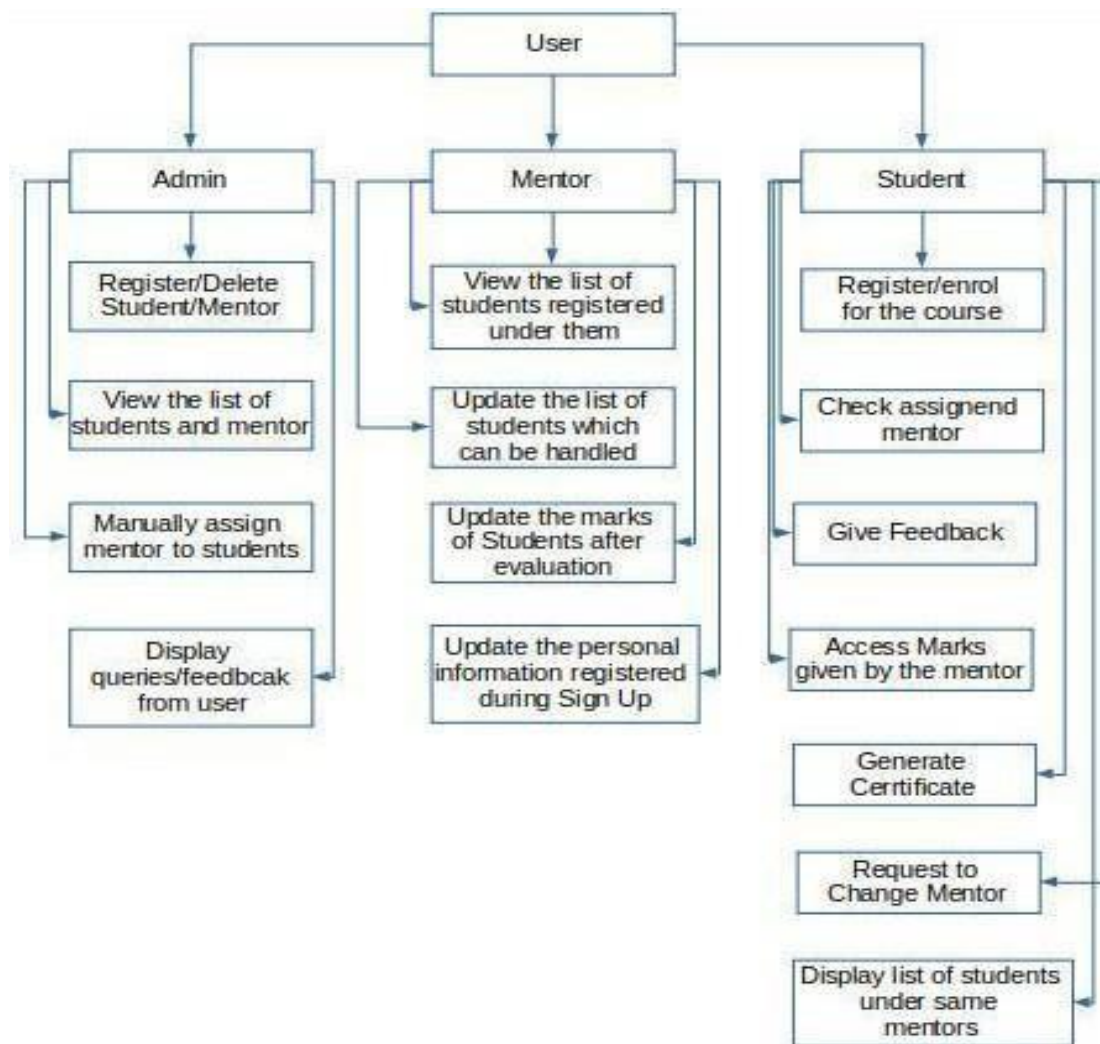 User
Admin
Mentor
Student
Register/Delete
Student/Mentor
View the list of
students and mentor
Manually assign
mentor to students
Display
queries/feedbcak
from user
View the list of
students registered
under them
Update the list of
students which
can be handled
Update the marks
of Students after
evaluation
Update the personal
information registered
during Sign Up
Register/enrol
for the course
Check assignend
mentor
Give Feedback
Access Marks
given by the mentor
Generate
Cerrtificate
Request to
Change Mentor
Display list of students
under same
mentors